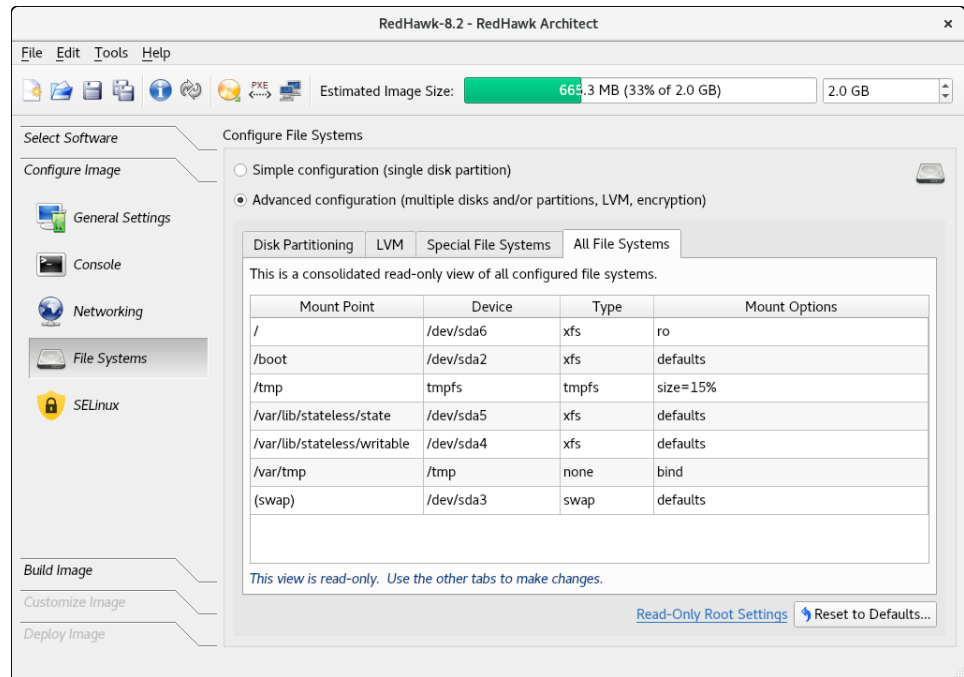 RedHawk-8.2 - RedHawk Architect
File Edit Tools Help
PXE Estimated Image Size: 665.3 MB (33% of 2.0 GB) 2.0 GB
Select Software
Configure Image
General Settings
Console
Networking
File Systems
SELinux
Build Image
Customize Image
Deploy Image
Configure File Systems
Simple configuration (single disk partition)
Advanced configuration (multiple disks and/or partitions, LVM, encryption)
Disk Partitioning LVM Special File Systems All File Systems
This is a consolidated read-only view of all configured file systems.
Mount Point Device Type Mount Options
/ /dev/sda6 xfs ro
/boot /dev/sda2 xfs defaults
/tmp tmpfs tmpfs size=15%
/var/lib/stateless/state /dev/sda5 xfs defaults
/var/lib/stateless/writable /dev/sda4 xfs defaults
/var/tmp /tmp none bind
(swap) /dev/sda3 swap defaults
This view is read-only. Use the other tabs to make changes.
Read-Only Root Settings Reset to Defaults...